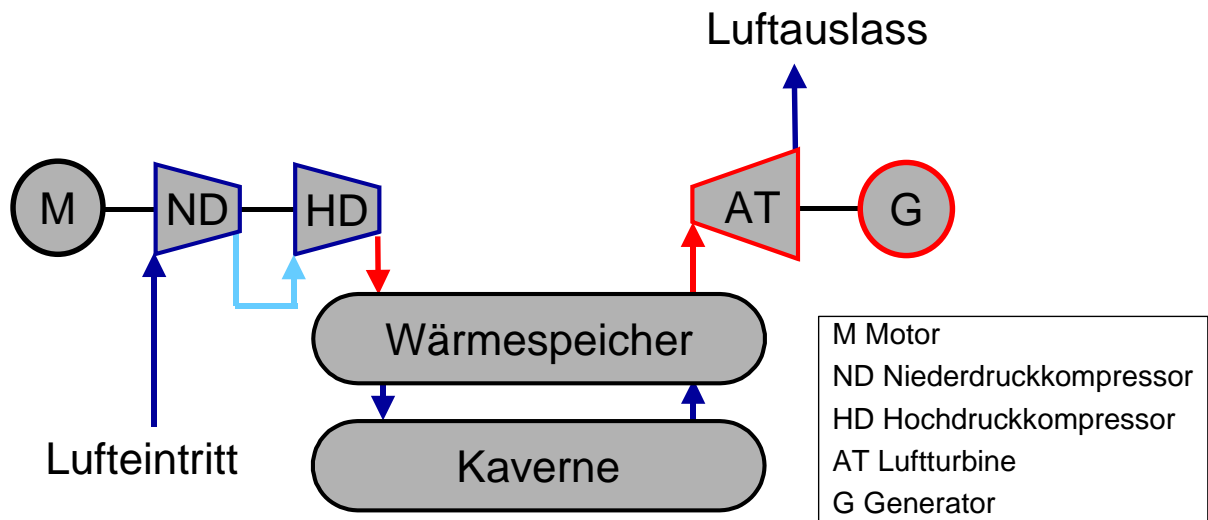 Luftauslass
M
ND
HD
AT
G
Wärmespeicher
Kaverne
Lufteintritt
M Motor
ND Niederdruckkompressor
HD Hochdruckkompressor
AT Luftturbine
G Generator